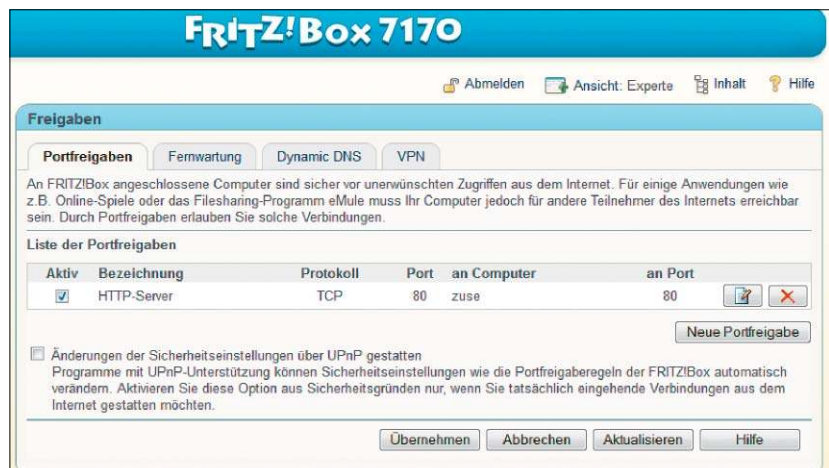 FRITZ!Box 7170
Abmelden Ansicht: Experte Inhalt Hilfe
Freigaben
Portfreigaben Fernwartung Dynamic DNS VPN
An FRITZ!Box angeschlossene Computer sind sicher vor unerwünschten Zugriffen aus dem Internet. Für einige Anwendungen wie
z.B. Online-Spiele oder das Filesharing-Programm eMule muss Ihr Computer jedoch für andere Teilnehmer des Internets erreichbar
sein. Durch Portfreigaben erlauben Sie solche Verbindungen.
Liste der Portfreigaben
Aktiv Bezeichnung Protokoll Port an Computer an Port
HTTP-Server TCP 80 zuse 80
Neue Portfreigabe
Änderungen der Sicherheitseinstellungen über UPnP gestatten
Programme mit UPnP-Unterstützung können Sicherheitseinstellungen wie die Portfreigaberegeln der FRITZ!Box automatisch
verändern. Aktivieren Sie diese Option aus Sicherheitsgründen nur, wenn Sie tatsächlich eingehende Verbindungen aus dem
Internet gestatten möchten.
Übernehmen Abbrechen Aktualisieren Hilfe